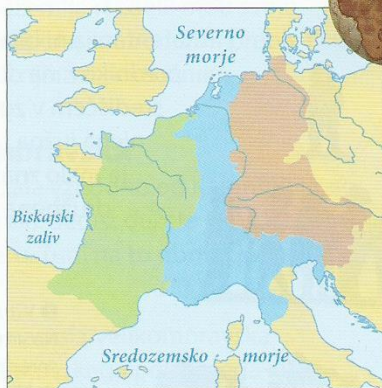 Severno
morje
Biskajski
zaliv
Sredozemsko morje